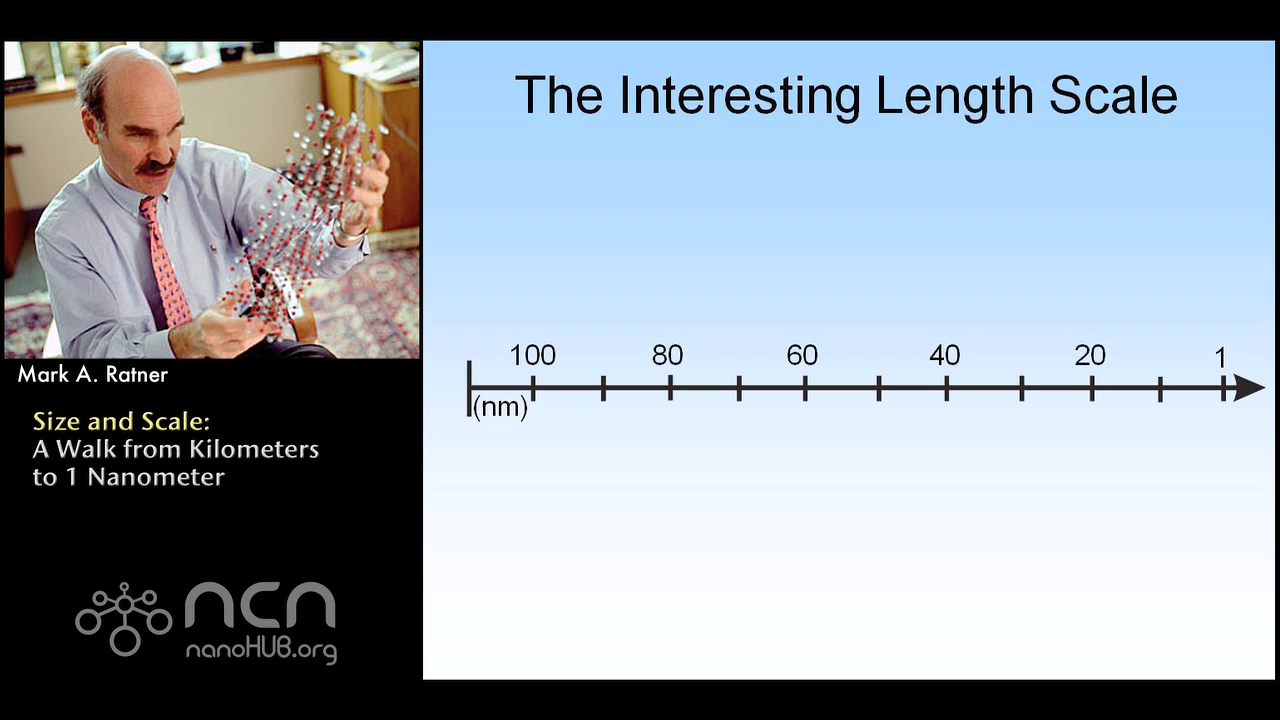 The Interesting Length Scale
100 80 60 40 20 1
(nm)
Mark A. Ratner
Size and Scale:
A Walk from Kilometers
to 1 Nanometer
ncn
nanoHUB.org